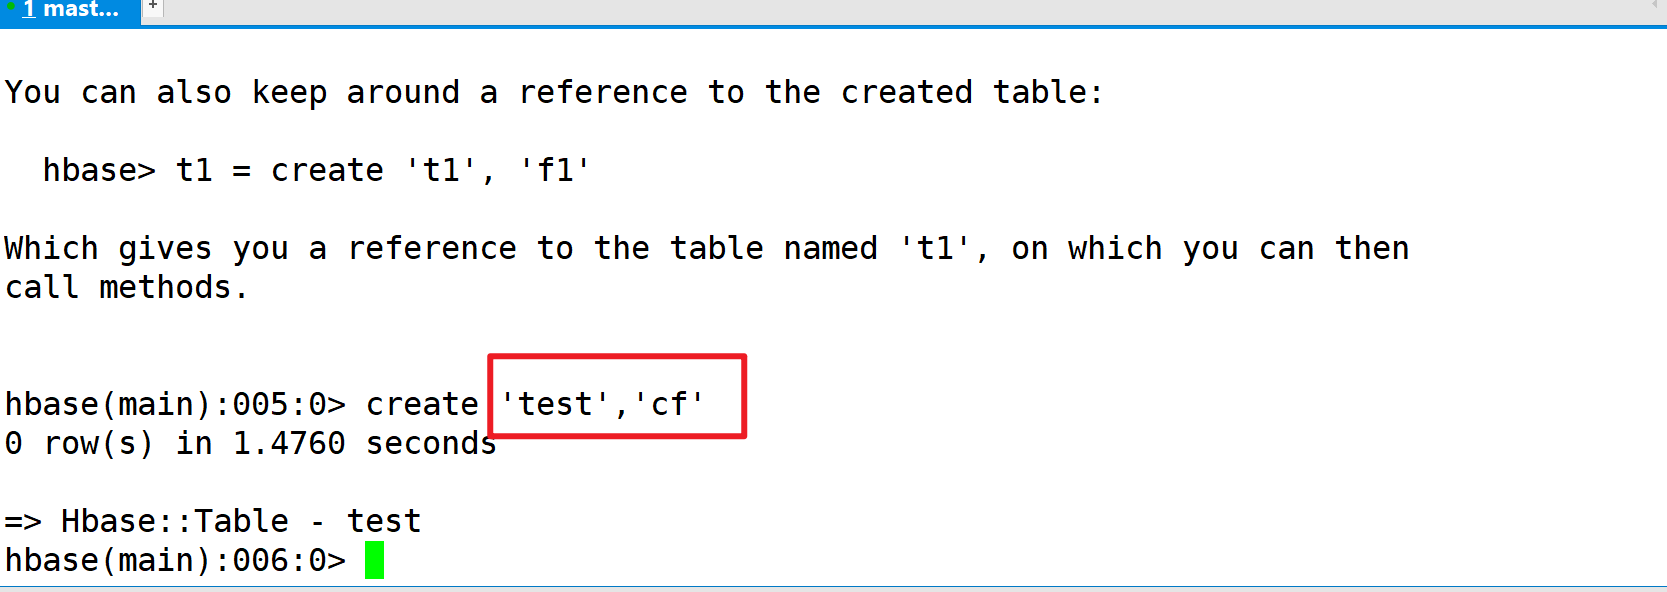 1 mast... +
You can also keep around a reference to the created table:
hbase> t1 = create 't1', 'f1'
Which gives you a reference to the table named 't1', on which you can then
call methods.
hbase(main):005:0> create 'test','cf'
0 row(s) in 1.4760 seconds
=> Hbase::Table - test
hbase(main):006:0>